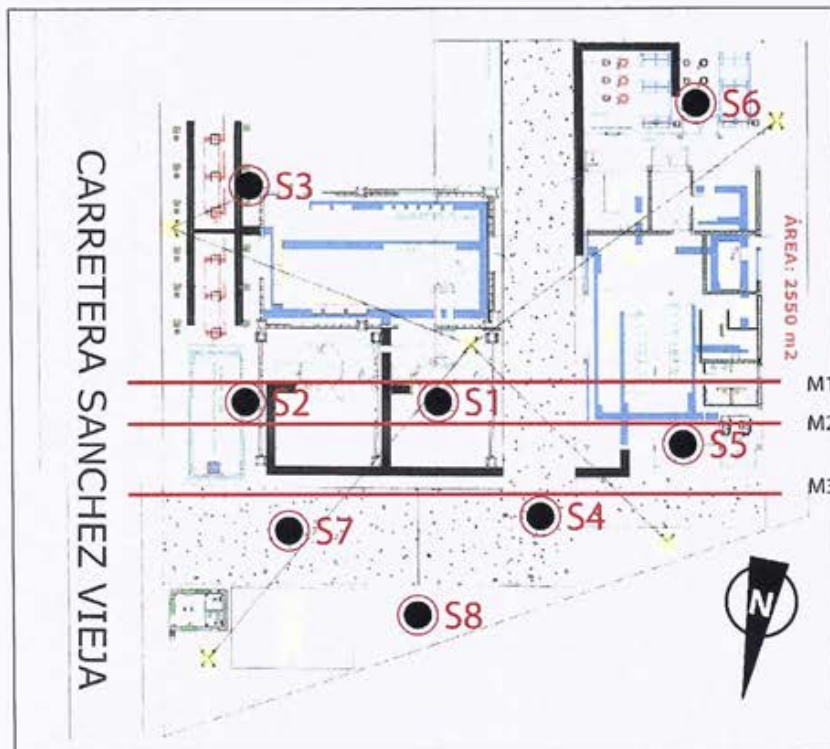 CARRETERA SANCHEZ VIEJA
S6
S3
ÁREA: 2550 m2
M1
S2
S1
M2
S5
M3
S4
S7
S8
N